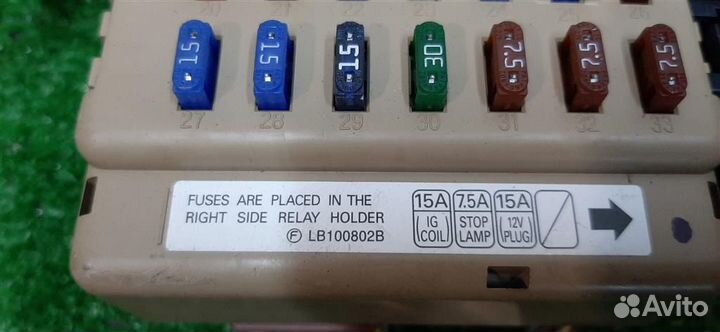 15 15 15 30 7.5 7.5 7.5
27 28 29 30 31 32 33
FUSES ARE PLACED IN THE
RIGHT SIDE RELAY HOLDER
Ⓕ LB100802B
15A 7.5A 15A
IG COIL
STOP LAMP
12V PLUG
Avito